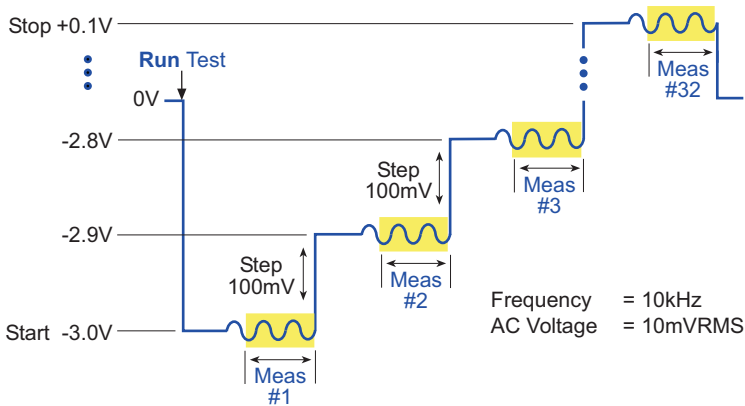 Stop +0.1V
Run Test
0V
Meas
#32
-2.8V
Step
100mV
Meas
#3
-2.9V
Step
100mV
Meas
#2
Frequency = 10kHz
AC Voltage = 10mVRMS
Start -3.0V
Meas
#1